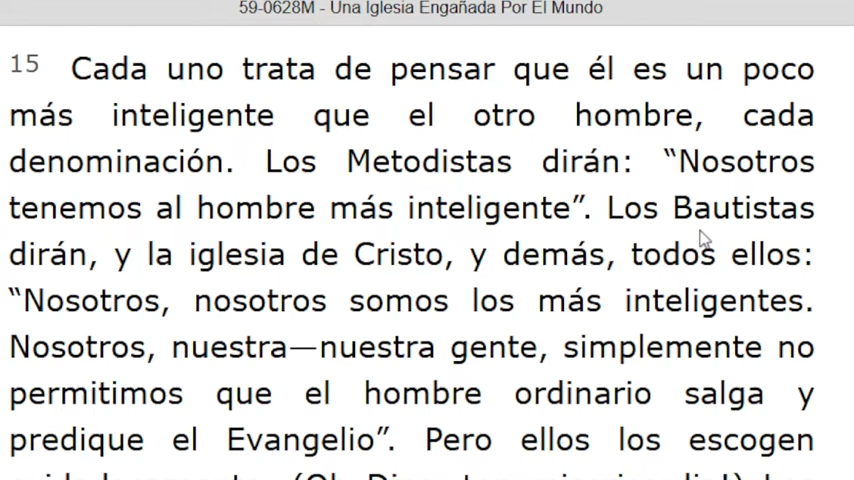 59-0628M - Una Iglesia Engañada Por El Mundo
15 Cada uno trata de pensar que él es un poco
más inteligente que el otro hombre, cada
denominación. Los Metodistas dirán: “Nosotros
tenemos al hombre más inteligente”. Los Bautistas
dirán, y la iglesia de Cristo, y demás, todos ellos:
“Nosotros, nosotros somos los más inteligentes.
Nosotros, nuestra—nuestra gente, simplemente no
permitimos que el hombre ordinario salga y
predique el Evangelio”. Pero ellos los escogen